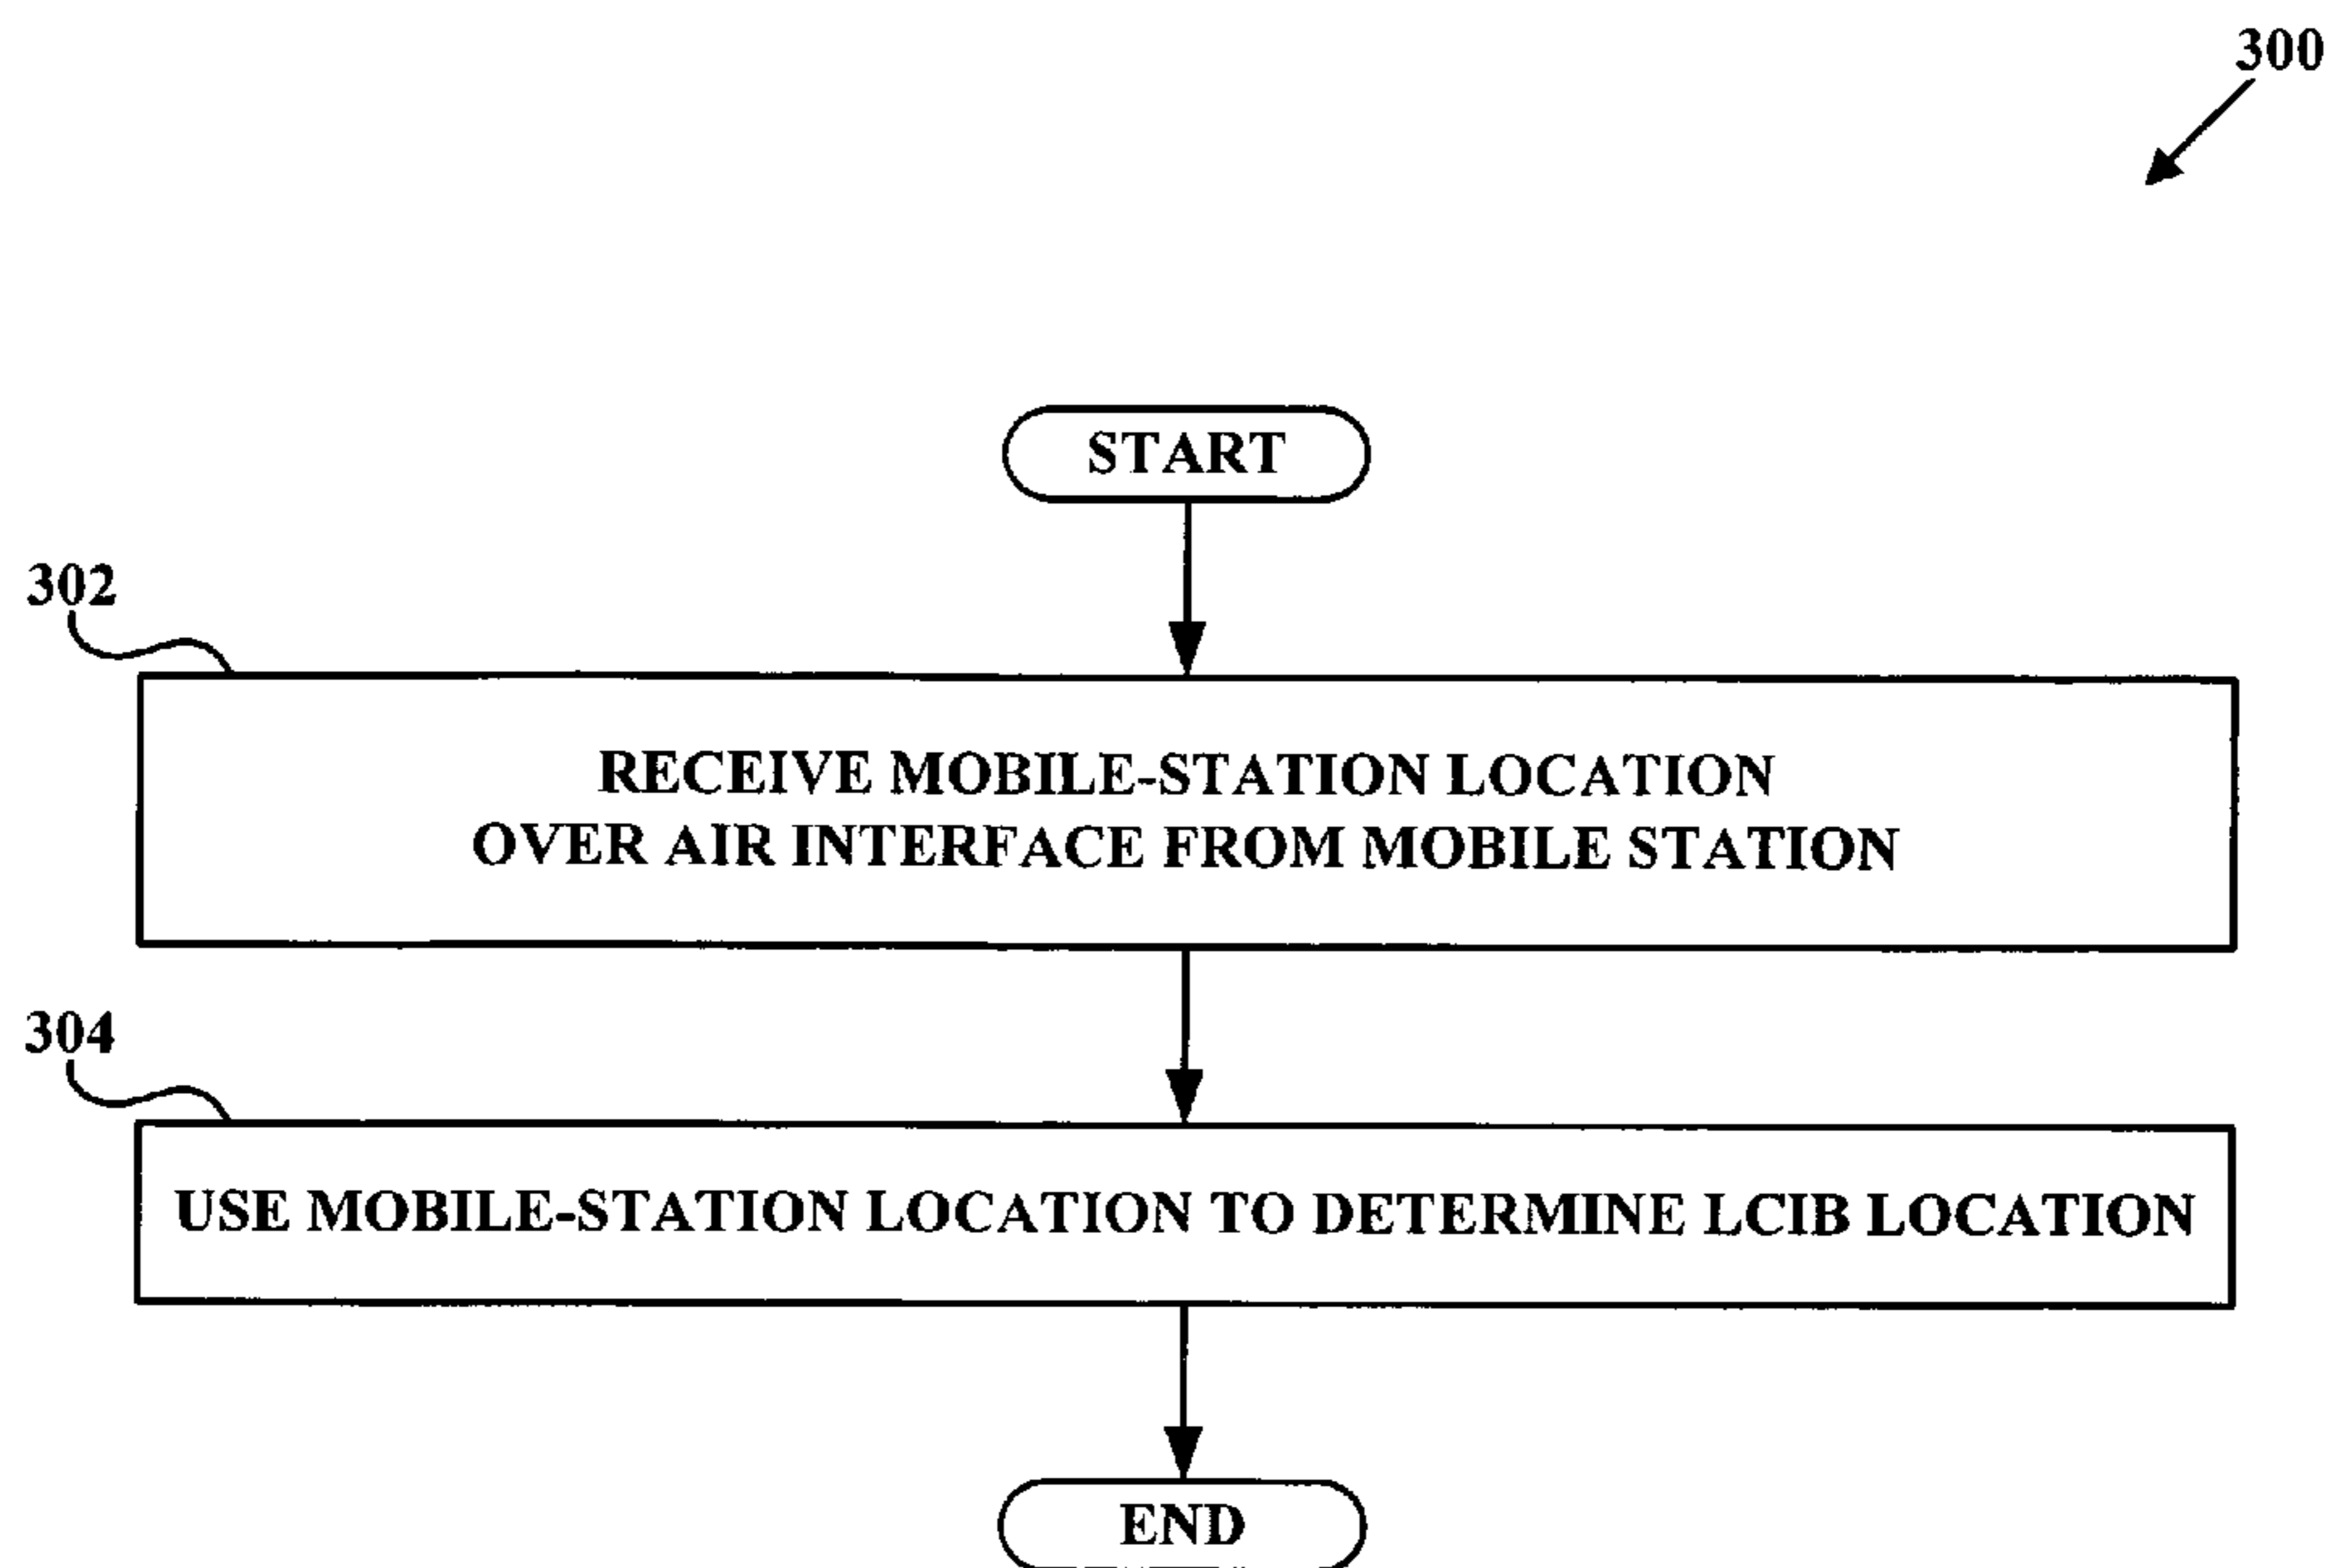 300
START
302
RECEIVE MOBILE-STATION LOCATION
OVER AIR INTERFACE FROM MOBILE STATION
304
USE MOBILE-STATION LOCATION TO DETERMINE LCIB LOCATION
END